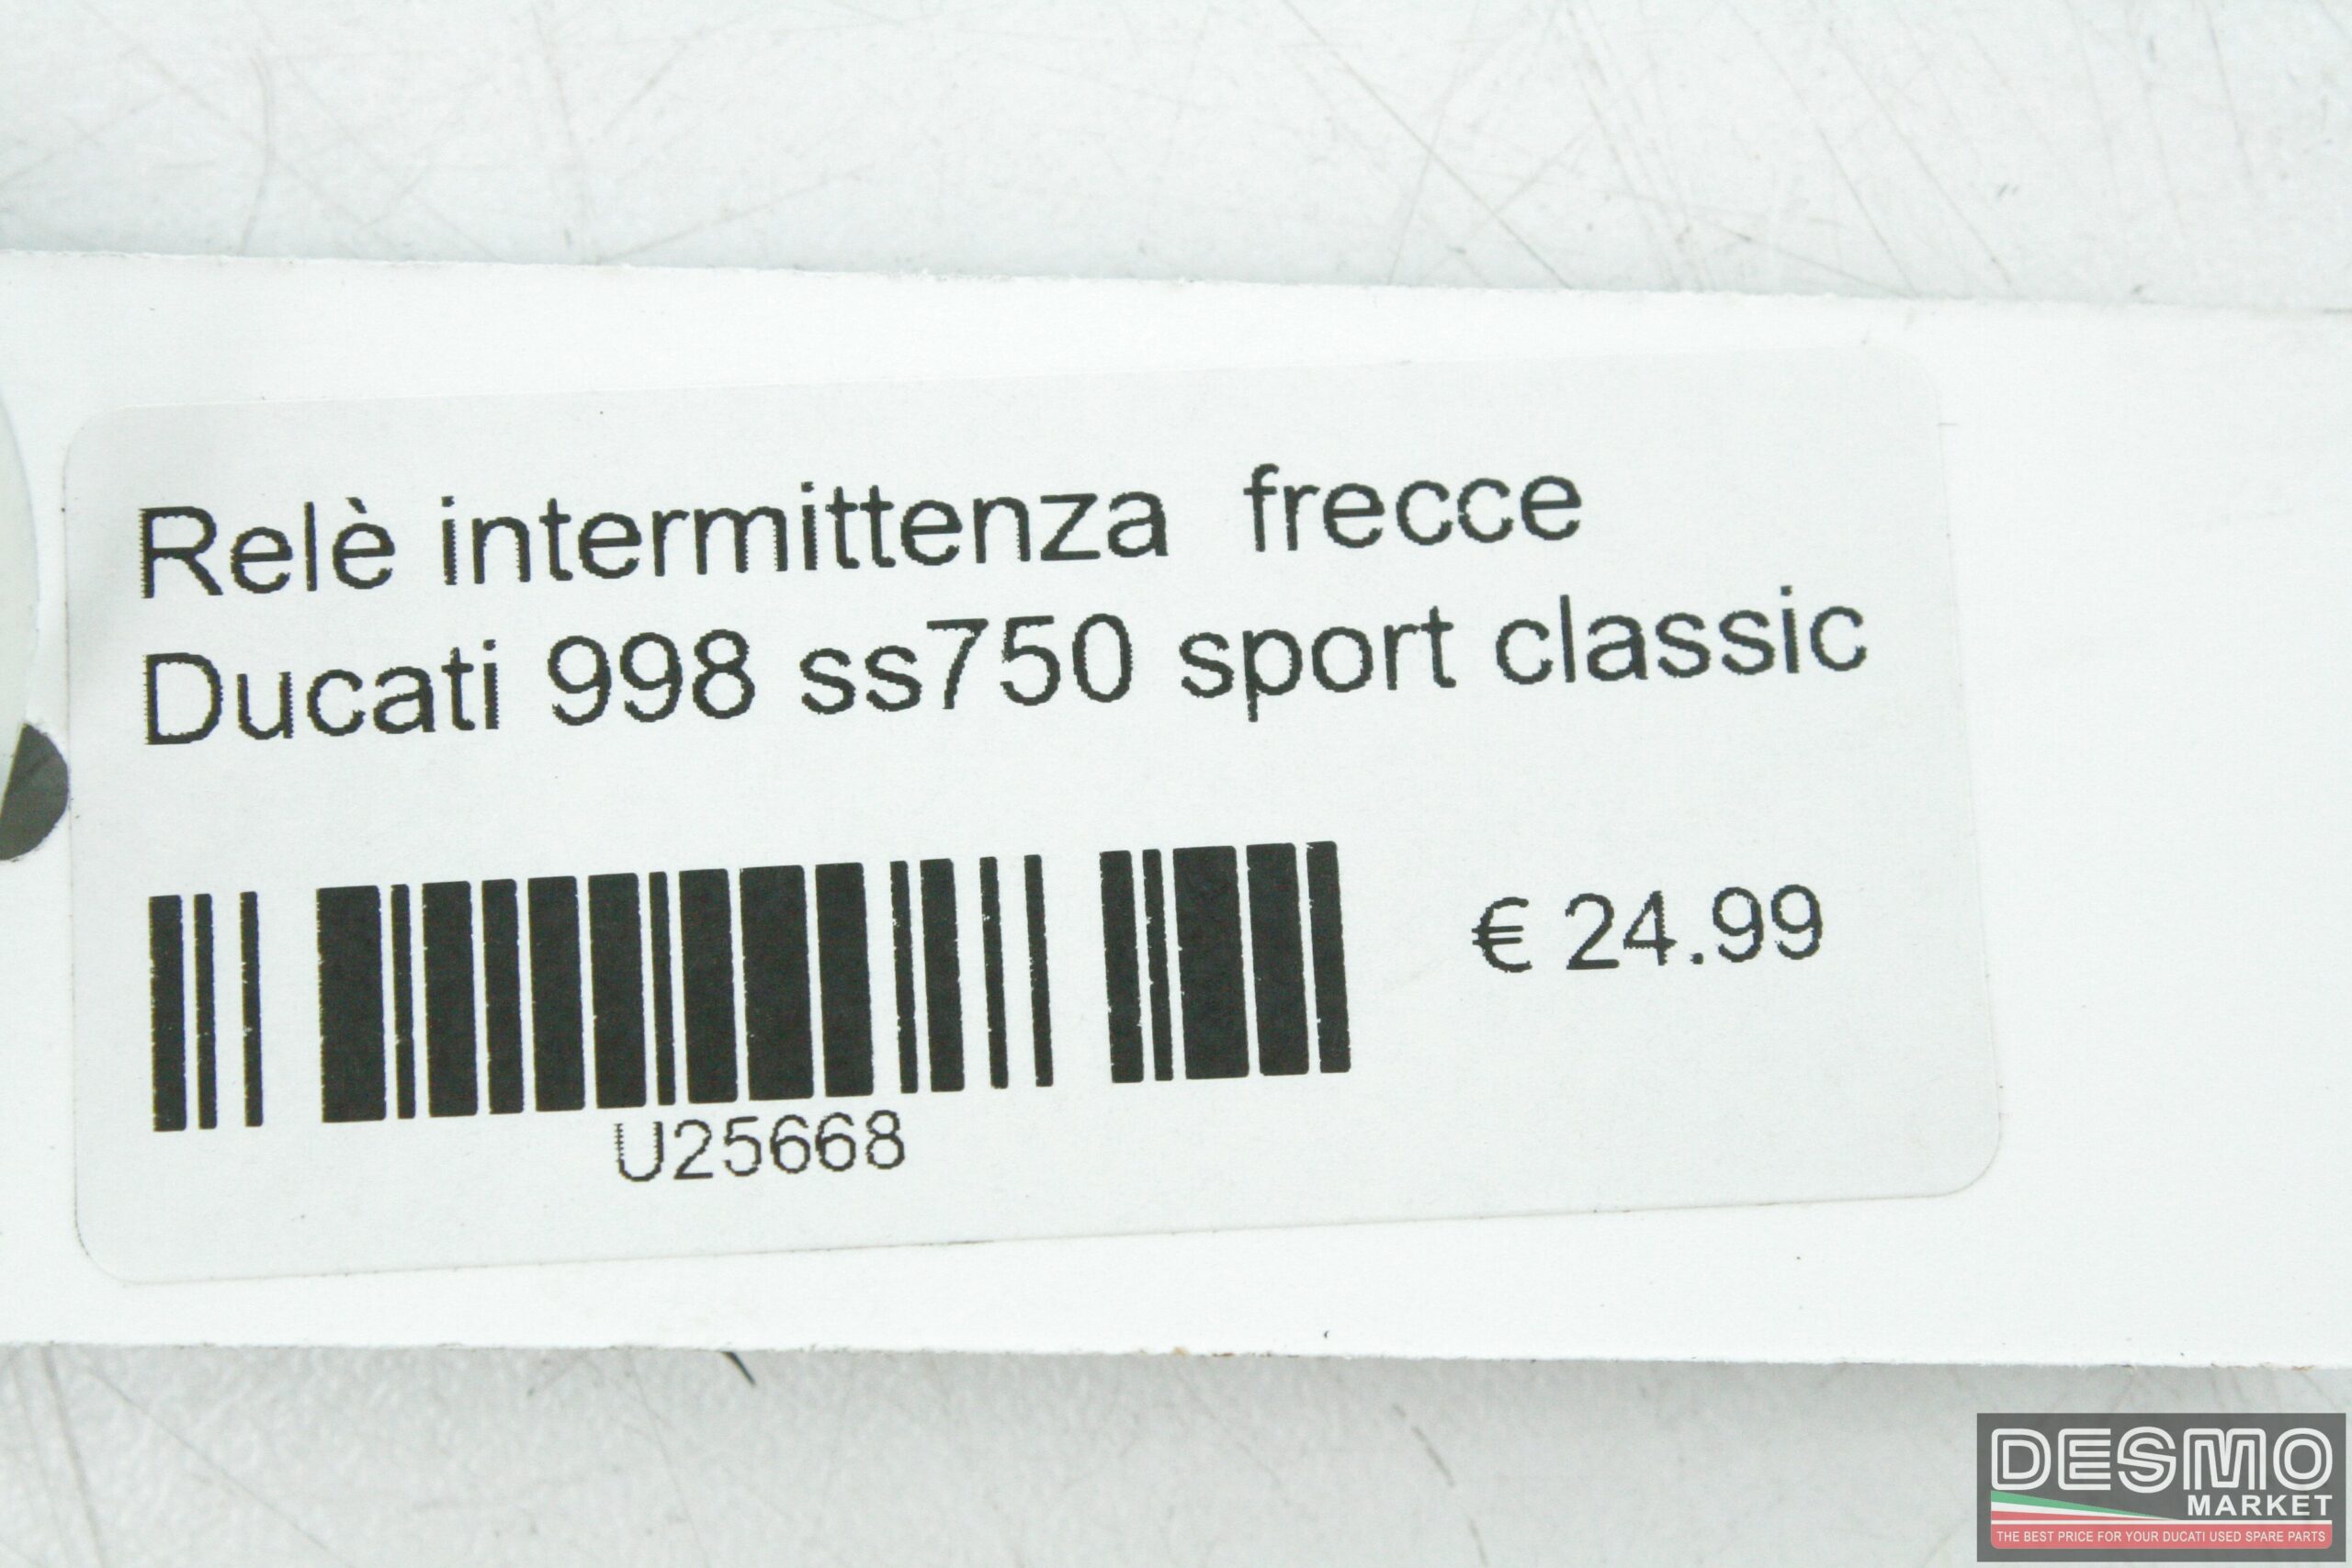 Relè intermittenza  frecce
Ducati 998 ss750 sport classic
€ 24.99
U25668
DESMO
MARKET
THE BEST PRICE FOR YOUR DUCATI USED SPARE PARTS